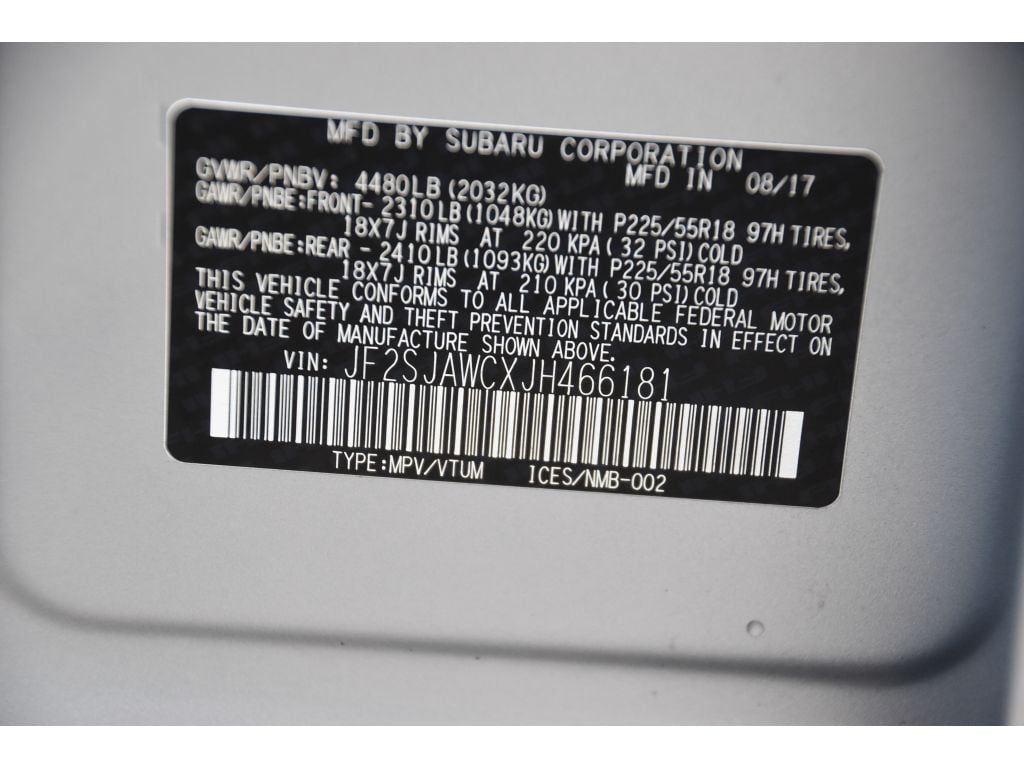 MFD BY SUBARU CORPORATION
MFD IN 08/17
GVWR/PNBV: 4480LB(2032KG)
GAWR/PNBE:FRONT- 2310LB(1048KG)WITH P225/55R18 97H TIRES,
18X7J RIMS AT 220 KPA(32 PSI)COLD
GAWR/PNBE:REAR - 2410LB(1093KG)WITH P225/55R18 97H TIRES,
18X7J RIMS AT 210 KPA(30 PSI)COLD
THIS VEHICLE CONFORMS TO ALL APPLICABLE FEDERAL MOTOR
VEHICLE SAFETY AND THEFT PREVENTION STANDARDS IN EFFECT ON
THE DATE OF MANUFACTURE SHOWN ABOVE.
VIN: JF2SJAWCXJH466181
TYPE:MPV/VTUM ICES/NMB-002